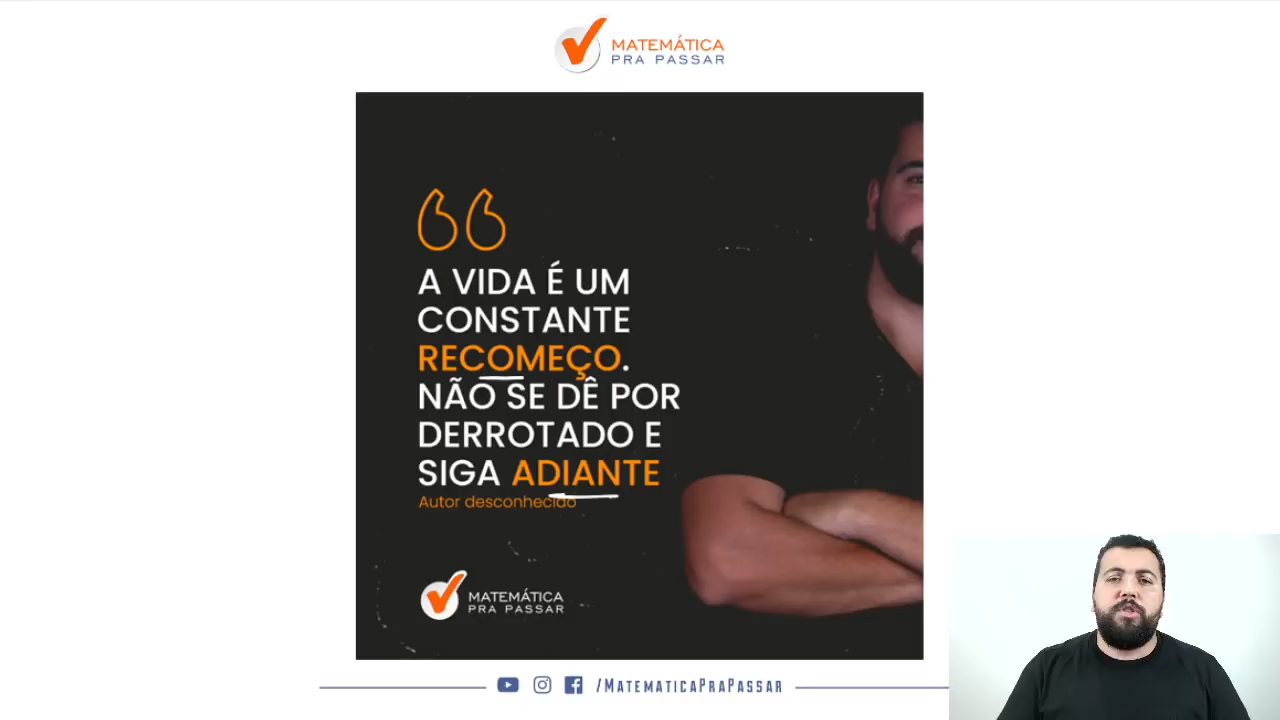 MATEMÁTICA
PRA PASSAR
A VIDA É UM
CONSTANTE
RECOMEÇO.
NÃO SE DÊ POR
DERROTADO E
SIGA ADIANTE
Autor desconhecido
MATEMÁTICA
PRA PASSAR
/MATEMATICAPRAPASSAR